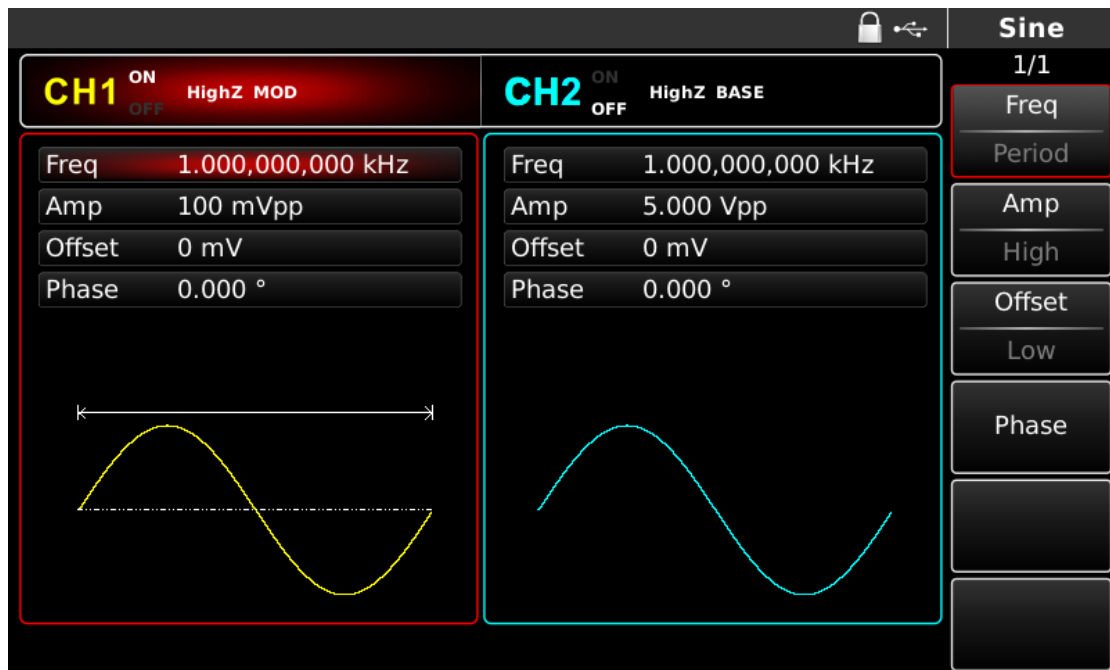 Sine
1/1
CH1 ON OFF HighZ MOD
CH2 ON OFF HighZ BASE
Freq 1.000,000,000 kHz
Amp 100 mVpp
Offset 0 mV
Phase 0.000 °
Freq 1.000,000,000 kHz
Amp 5.000 Vpp
Offset 0 mV
Phase 0.000 °
Freq
Period
Amp
High
Offset
Low
Phase